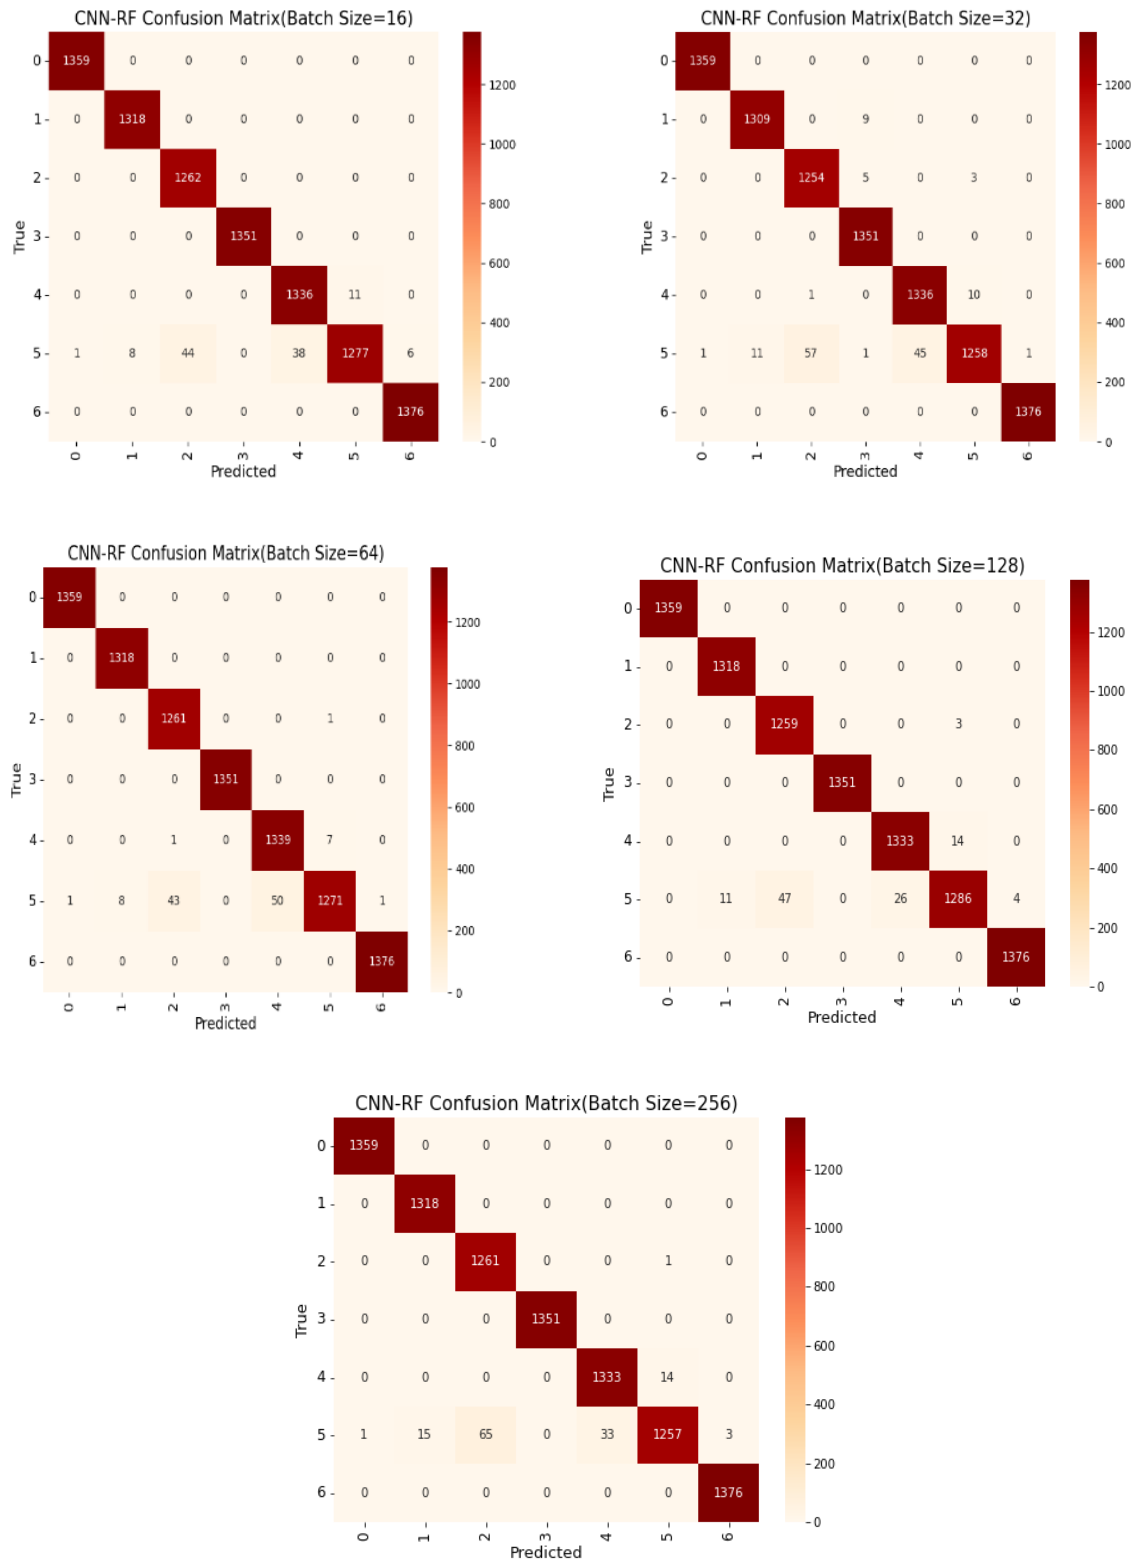 CNN-RF Confusion Matrix(Batch Size=16)
0 1359 0 0 0 0 0 0
1 0 1318 0 0 0 0 0
2 0 0 1262 0 0 0 0
3 0 0 0 1351 0 0 0
4 0 0 0 0 1336 11 0
5 1 8 44 0 38 1277 6
6 0 0 0 0 0 0 1376
0 1 2 3 4 5 6
Predicted
True
1200
1000
800
600
400
200
0
CNN-RF Confusion Matrix(Batch Size=32)
0 1359 0 0 0 0 0 0
1 0 1309 0 9 0 0 0
2 0 0 1254 5 0 3 0
3 0 0 0 1351 0 0 0
4 0 0 1 0 1336 10 0
5 1 11 57 1 45 1258 1
6 0 0 0 0 0 0 1376
0 1 2 3 4 5 6
Predicted
True
1200
1000
800
600
400
200
0
CNN-RF Confusion Matrix(Batch Size=64)
0 1359 0 0 0 0 0 0
1 0 1318 0 0 0 0 0
2 0 0 1261 0 0 1 0
3 0 0 0 1351 0 0 0
4 0 0 1 0 1339 7 0
5 1 8 43 0 50 1271 1
6 0 0 0 0 0 0 1376
0 1 2 3 4 5 6
Predicted
True
1200
1000
800
600
400
200
0
CNN-RF Confusion Matrix(Batch Size=128)
0 1359 0 0 0 0 0 0
1 0 1318 0 0 0 0 0
2 0 0 1259 0 0 3 0
3 0 0 0 1351 0 0 0
4 0 0 0 0 1333 14 0
5 0 11 47 0 26 1286 4
6 0 0 0 0 0 0 1376
0 1 2 3 4 5 6
Predicted
True
1200
1000
800
600
400
200
0
CNN-RF Confusion Matrix(Batch Size=256)
0 1359 0 0 0 0 0 0
1 0 1318 0 0 0 0 0
2 0 0 1261 0 0 1 0
3 0 0 0 1351 0 0 0
4 0 0 0 0 1333 14 0
5 1 15 65 0 33 1257 3
6 0 0 0 0 0 0 1376
0 1 2 3 4 5 6
Predicted
True
1200
1000
800
600
400
200
0